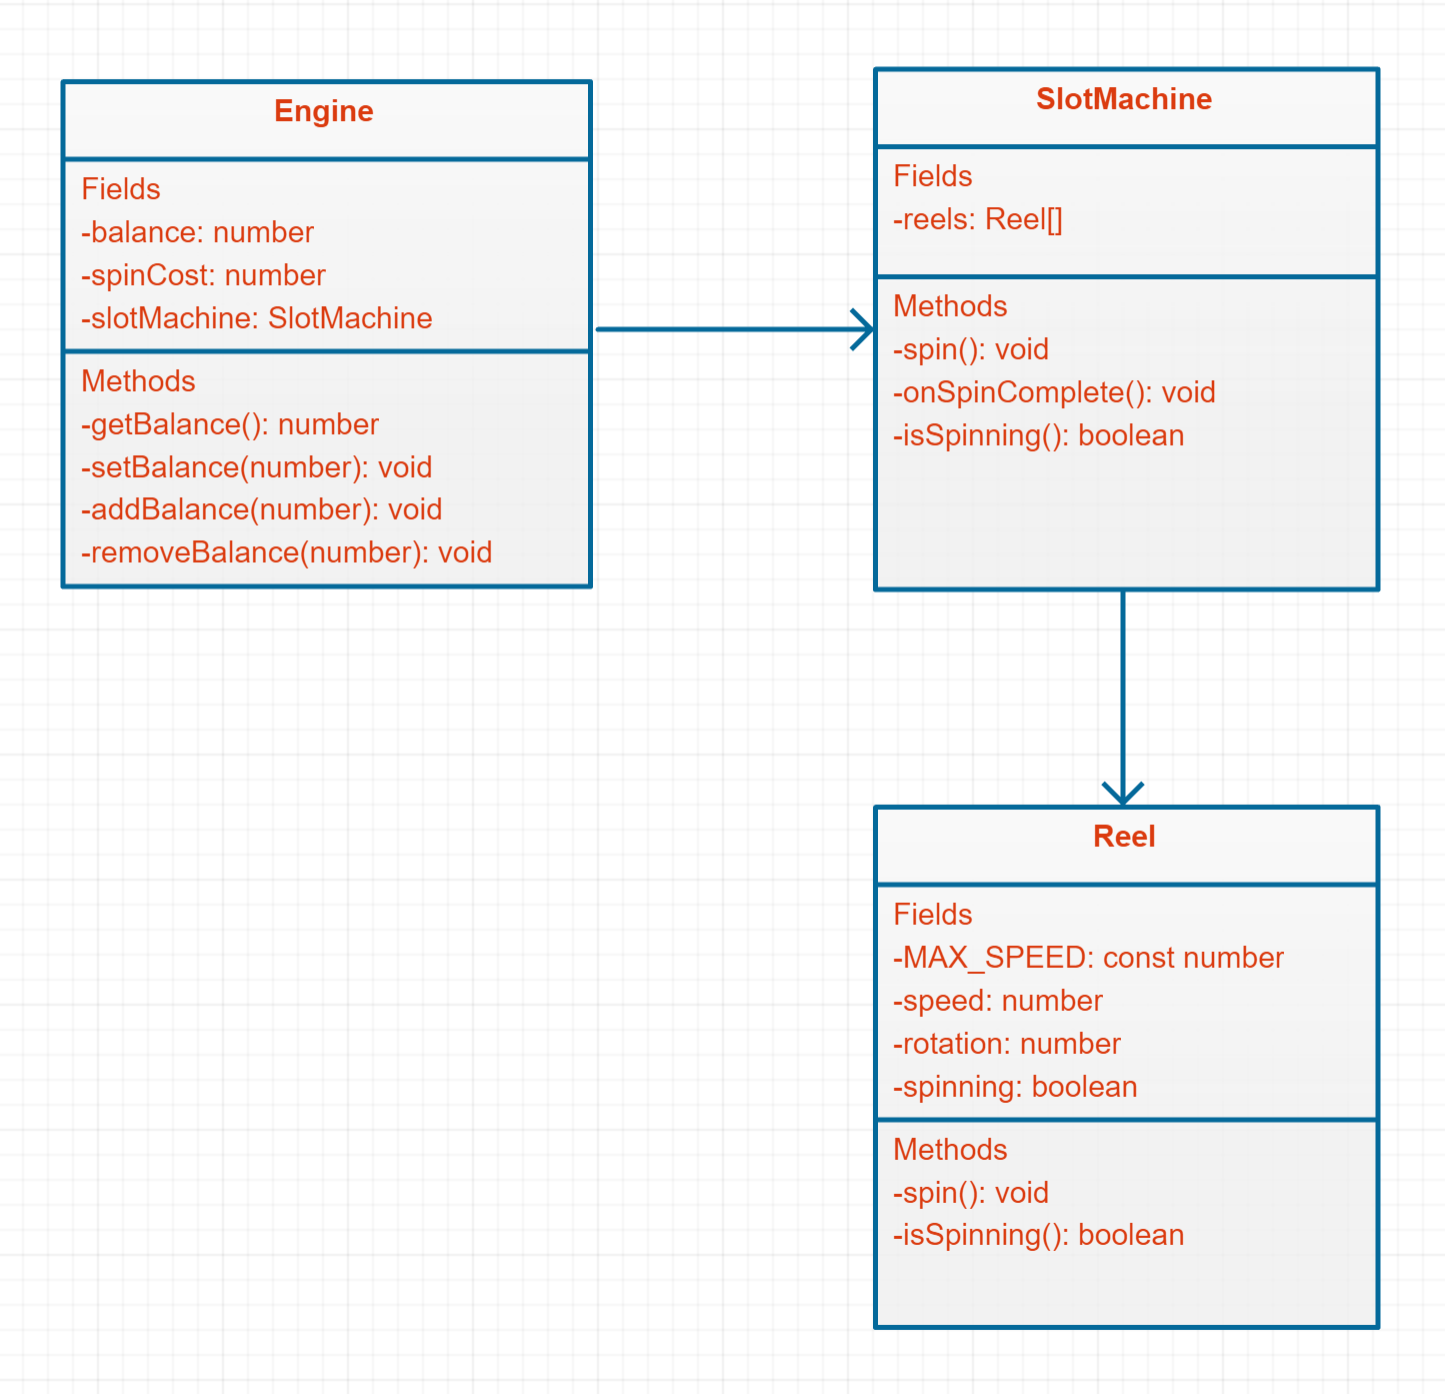 Engine
Fields
-balance: number
-spinCost: number
-slotMachine: SlotMachine
Methods
-getBalance(): number
-setBalance(number): void
-addBalance(number): void
-removeBalance(number): void
SlotMachine
Fields
-reels: Reel[]
Methods
-spin(): void
-onSpinComplete(): void
-isSpinning(): boolean
Reel
Fields
-MAX_SPEED: const number
-speed: number
-rotation: number
-spinning: boolean
Methods
-spin(): void
-isSpinning(): boolean